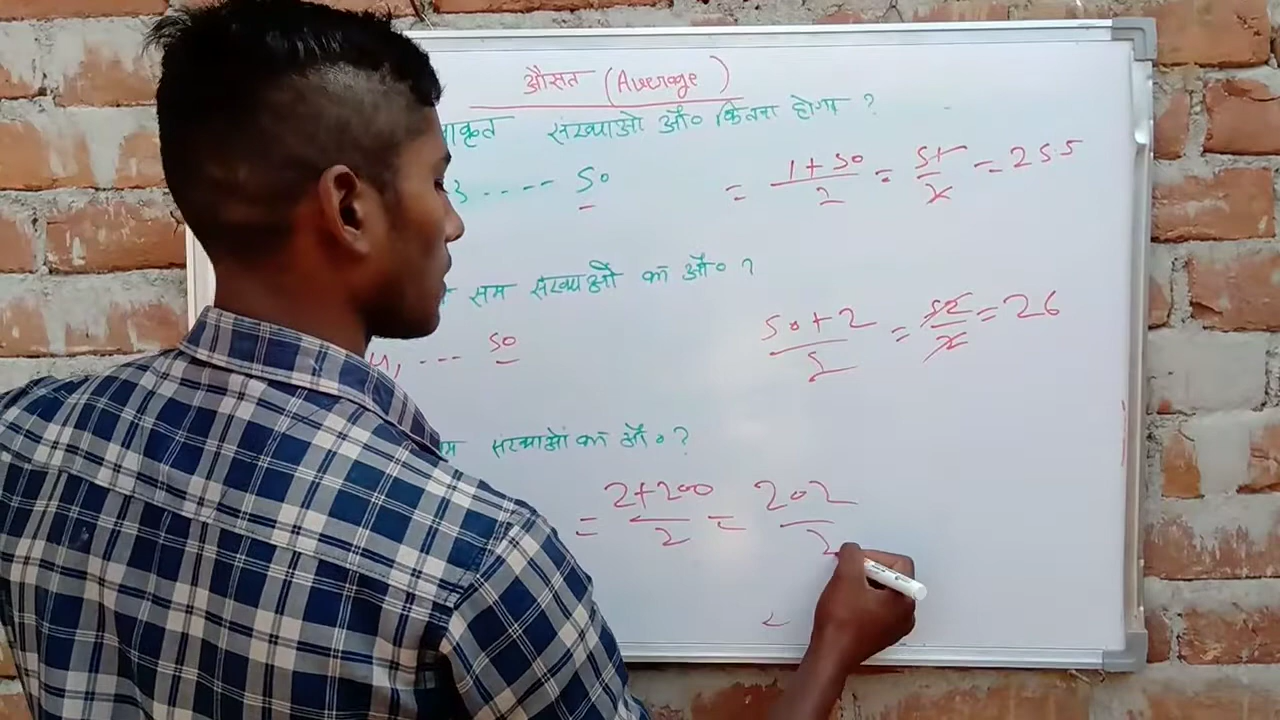 औसत (Average)
संख्याओ औ० कितना होगा ?
3 ---- 50 = 1+50/2 = 51/2 = 25.5
सम संख्याओं का औ० ?
4, --- 50 50+2/2 = 52/2 = 26
संख्याओं का औ० ?
= 2+200/2 = 202/2